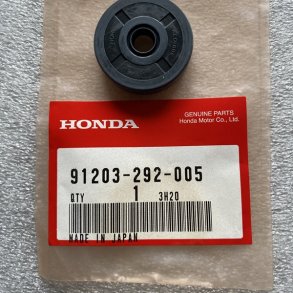 HONDA
GENUINE PARTS
Honda Motor Co., Ltd.
91203-292-005
QTY 1 3H20
MADE IN JAPAN